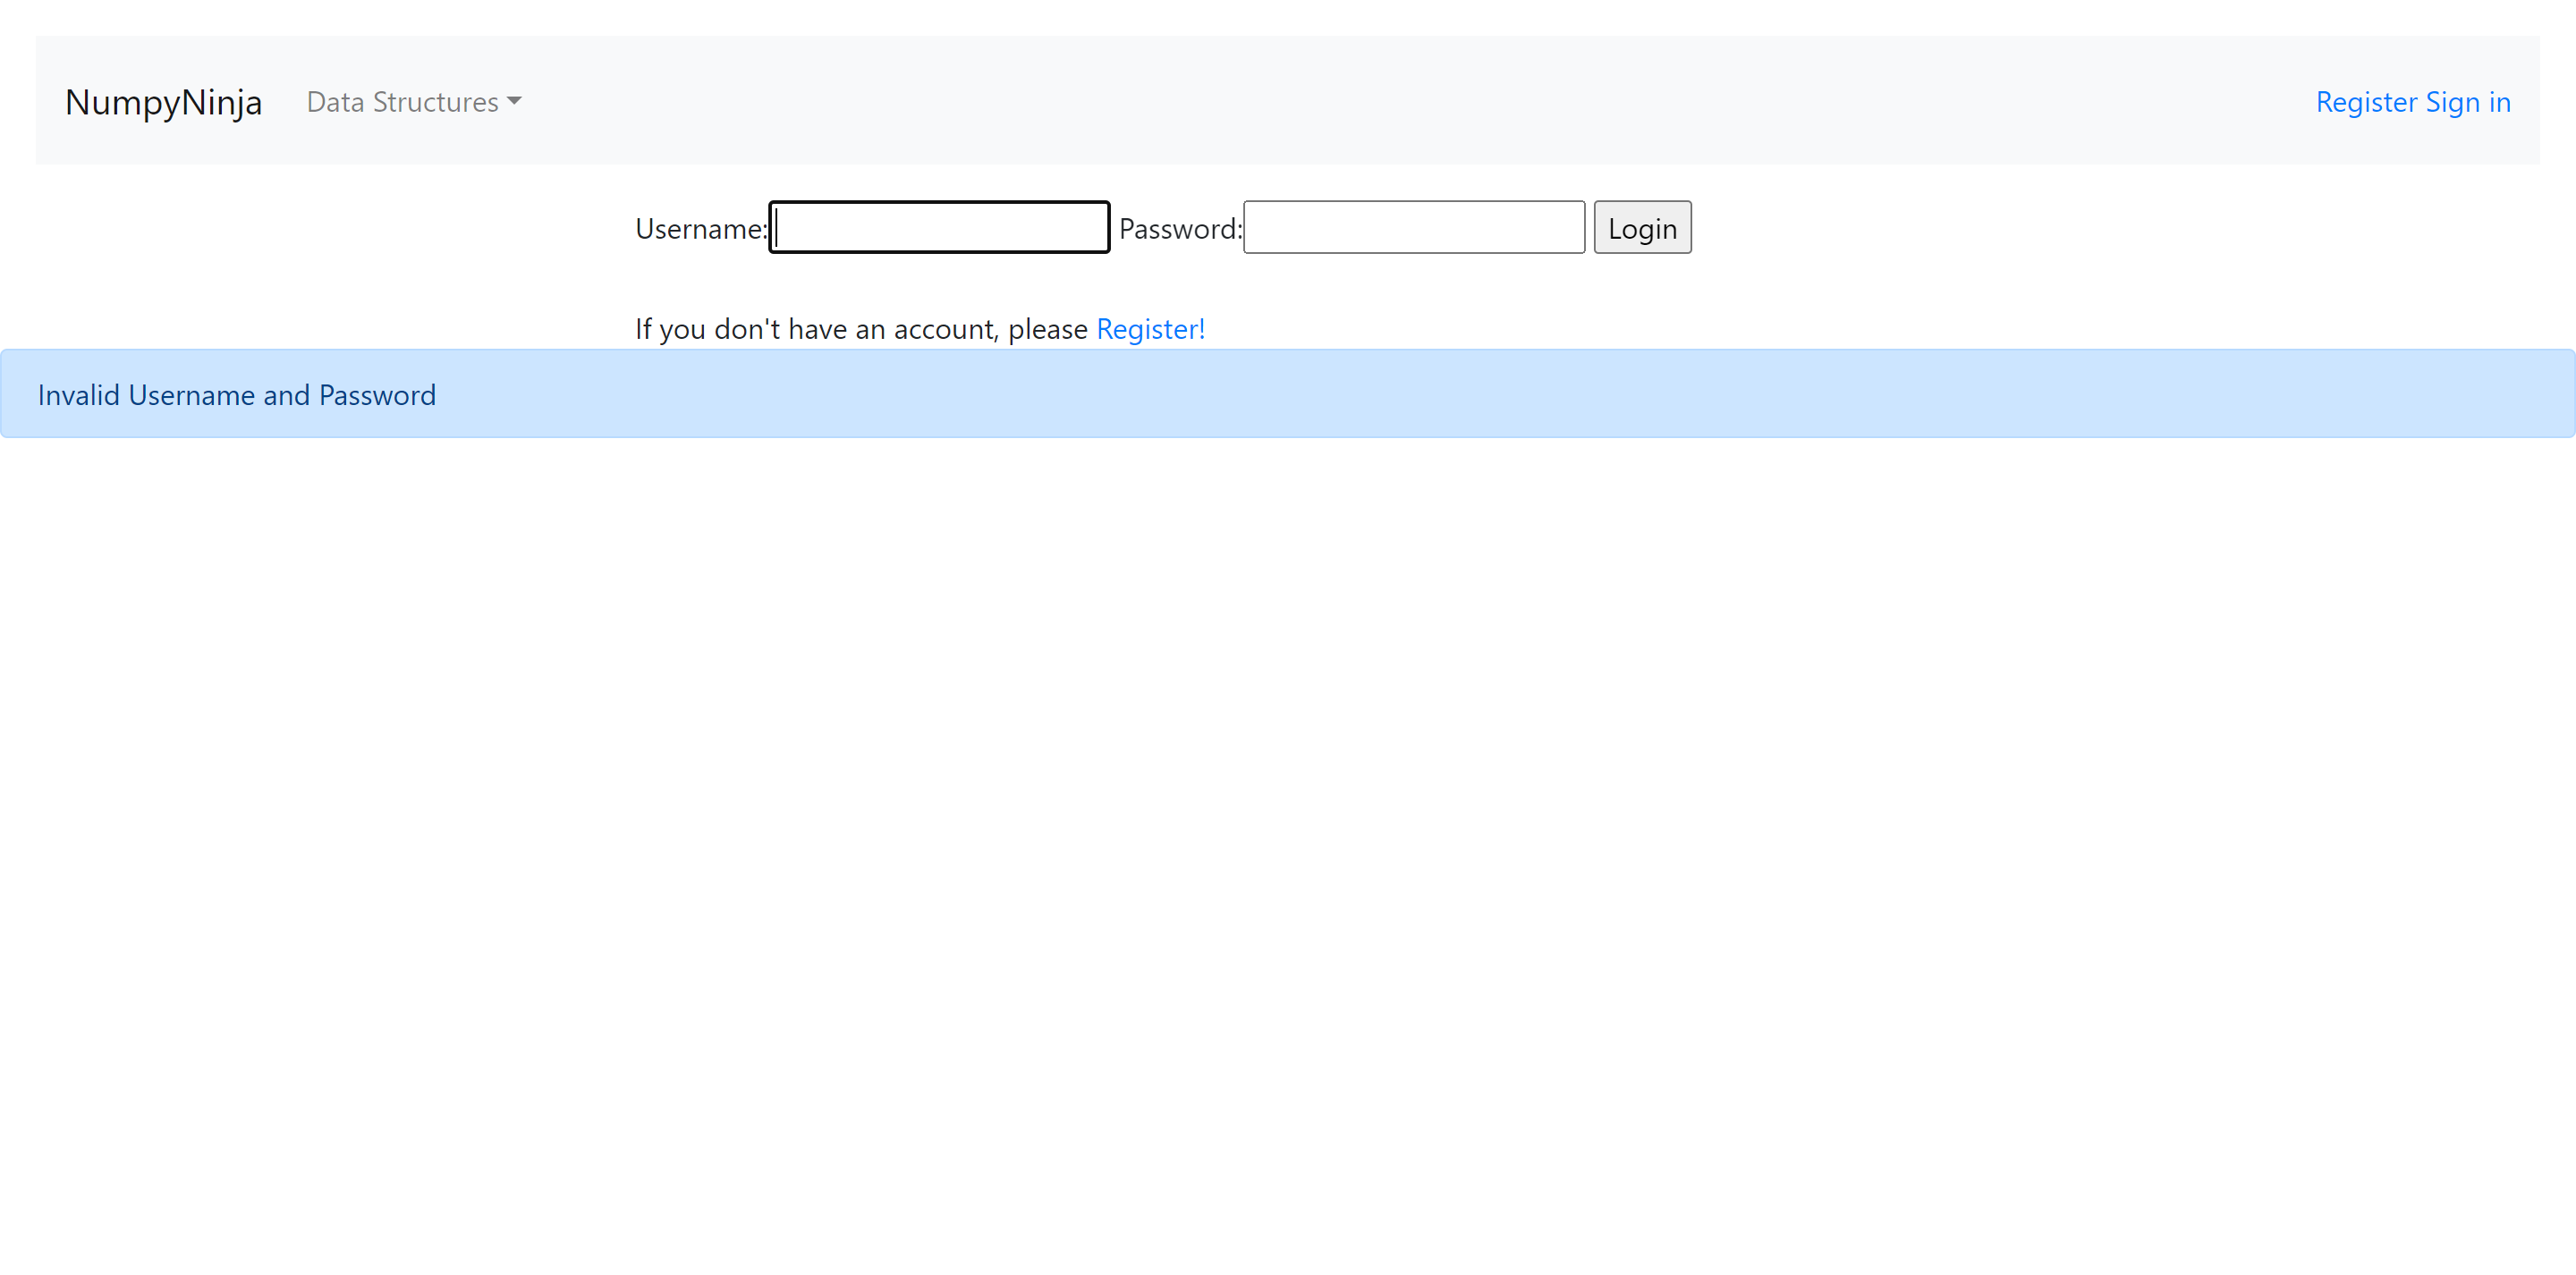 NumpyNinja Data Structures Register Sign in
Username: Password: Login
If you don't have an account, please Register!
Invalid Username and Password